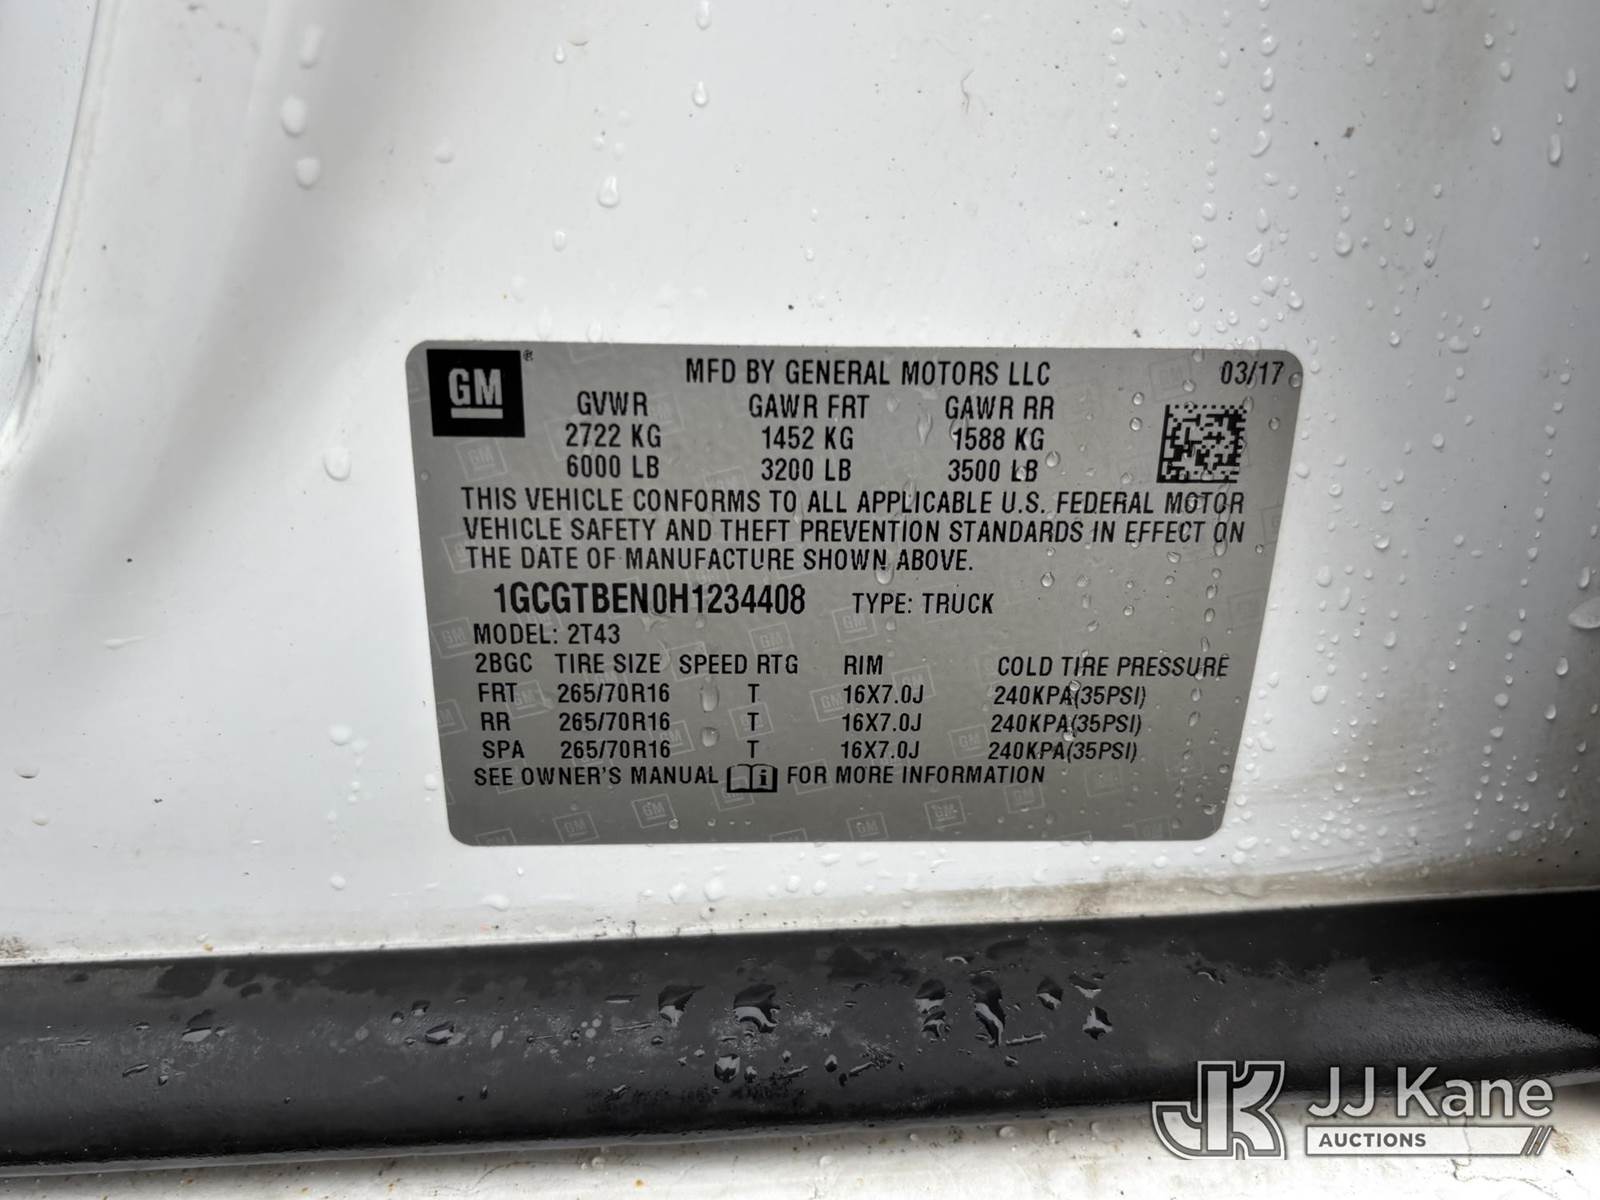 GM ® MFD BY GENERAL MOTORS LLC 03/17
GVWR GAWR FRT GAWR RR
2722 KG 1452 KG 1588 KG
6000 LB 3200 LB 3500 LB
THIS VEHICLE CONFORMS TO ALL APPLICABLE U.S. FEDERAL MOTOR
VEHICLE SAFETY AND THEFT PREVENTION STANDARDS IN EFFECT ON
THE DATE OF MANUFACTURE SHOWN ABOVE.
1GCGTBEN0H1234408 TYPE: TRUCK
MODEL: 2T43
2BGC TIRE SIZE SPEED RTG RIM COLD TIRE PRESSURE
FRT 265/70R16 T 16X7.0J 240KPA(35PSI)
RR 265/70R16 T 16X7.0J 240KPA(35PSI)
SPA 265/70R16 T 16X7.0J 240KPA(35PSI)
SEE OWNER'S MANUAL i FOR MORE INFORMATION
JK JJ Kane
AUCTIONS